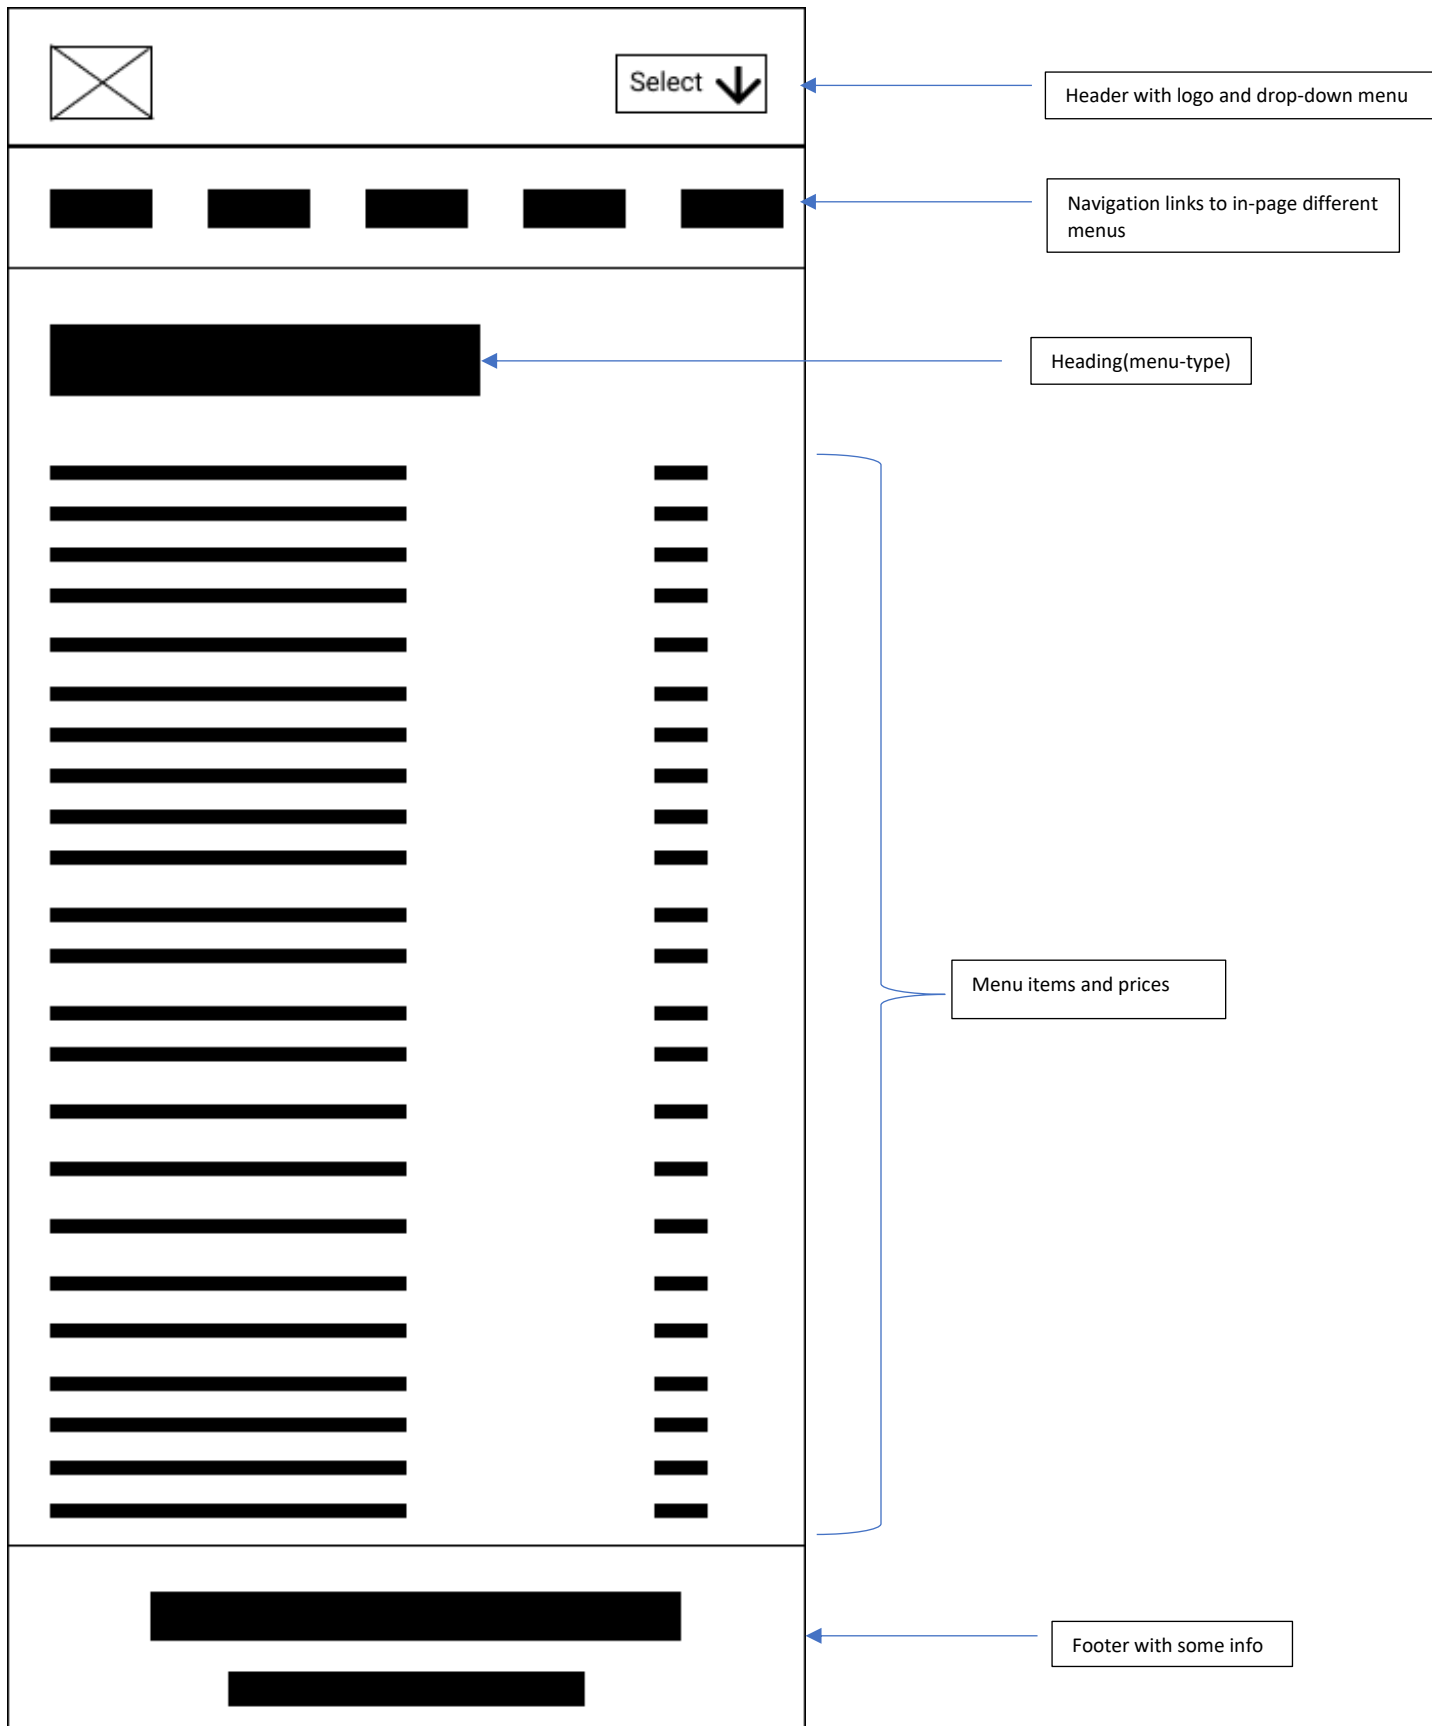 Select
Header with logo and drop-down menu
Navigation links to in-page different
menus
Heading(menu-type)
Menu items and prices
Footer with some info